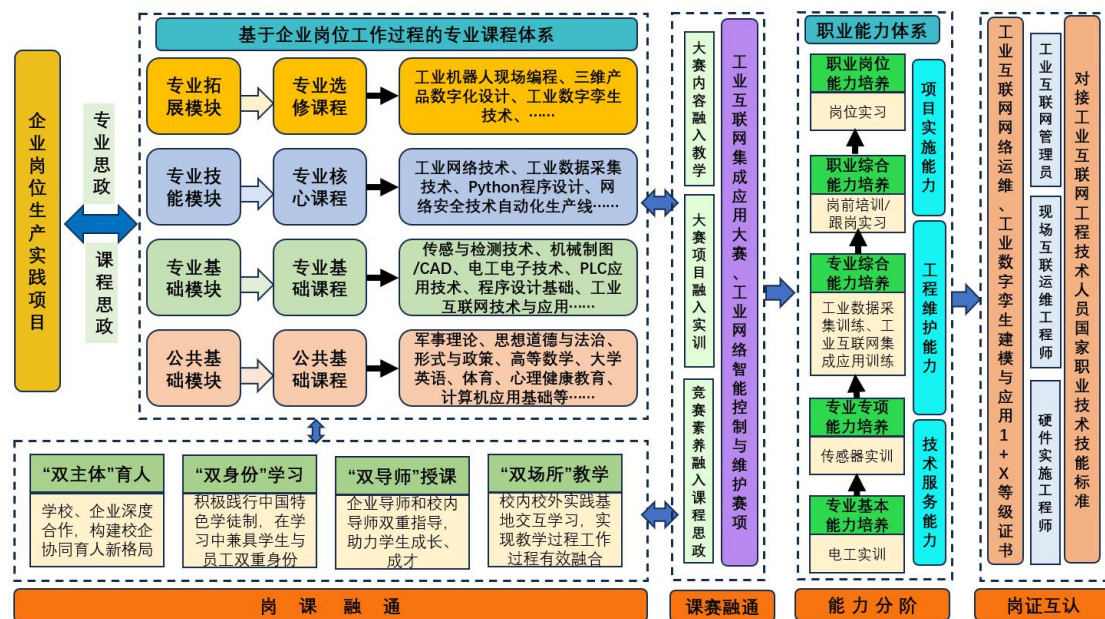 企业岗位生产实践项目
专业思政
课程思政
基于企业岗位工作过程的专业课程体系
专业拓
展模块
专业选
修课程
工业机器人现场编程、三维产
品数字化设计、工业数字孪生
技术、……
专业技
能模块
专业核
心课程
工业网络技术、工业数据采集
技术、Python程序设计、网
络安全技术自动化生产线……
专业基
础模块
专业基
础课程
传感与检测技术、机械制图
/CAD、电工电子技术、PLC应
用技术、程序设计基础、工业
互联网技术与应用……
公共基
础模块
公共基
础课程
军事理论、思想道德与法治、
形式与政策、高等数学、大学
英语、体育、心理健康教育、
计算机应用基础等……
“双主体”育人
学校、企业深度
合作，构建校企
协同育人新格局
“双身份”学习
积极践行中国特
色学徒制，在学
习中兼具学生与
员工双重身份
“双导师”授课
企业导师和校内
导师双重指导，
助力学生成长、
成才
“双场所”教学
校内校外实践基
地交互学习，实
现教学过程工作
过程有效融合
岗课融通
大赛内容融入教学
大赛项目融入实训
竞赛素养融入课程思政
工业互联网集成应用大赛、工业网络智能控制与维护赛项
课赛融通
职业能力体系
职业岗位
能力培养
岗位实习
职业综合
能力培养
岗前培训/
跟岗实习
专业综合
能力培养
工业数据采
集训练、工
业互联网集
成应用训练
专业专项
能力培养
传感器实训
专业基本
能力培养
电工实训
项目实施能力
工程维护能力
技术服务能力
能力分阶
工业互联网网络运维、工业数字孪生建模与应用1+X等级证书
工业互联网管理员
现场互联运维工程师
硬件实施工程师
对接工业互联网工程技术人员国家职业技术技能标准
岗证互认